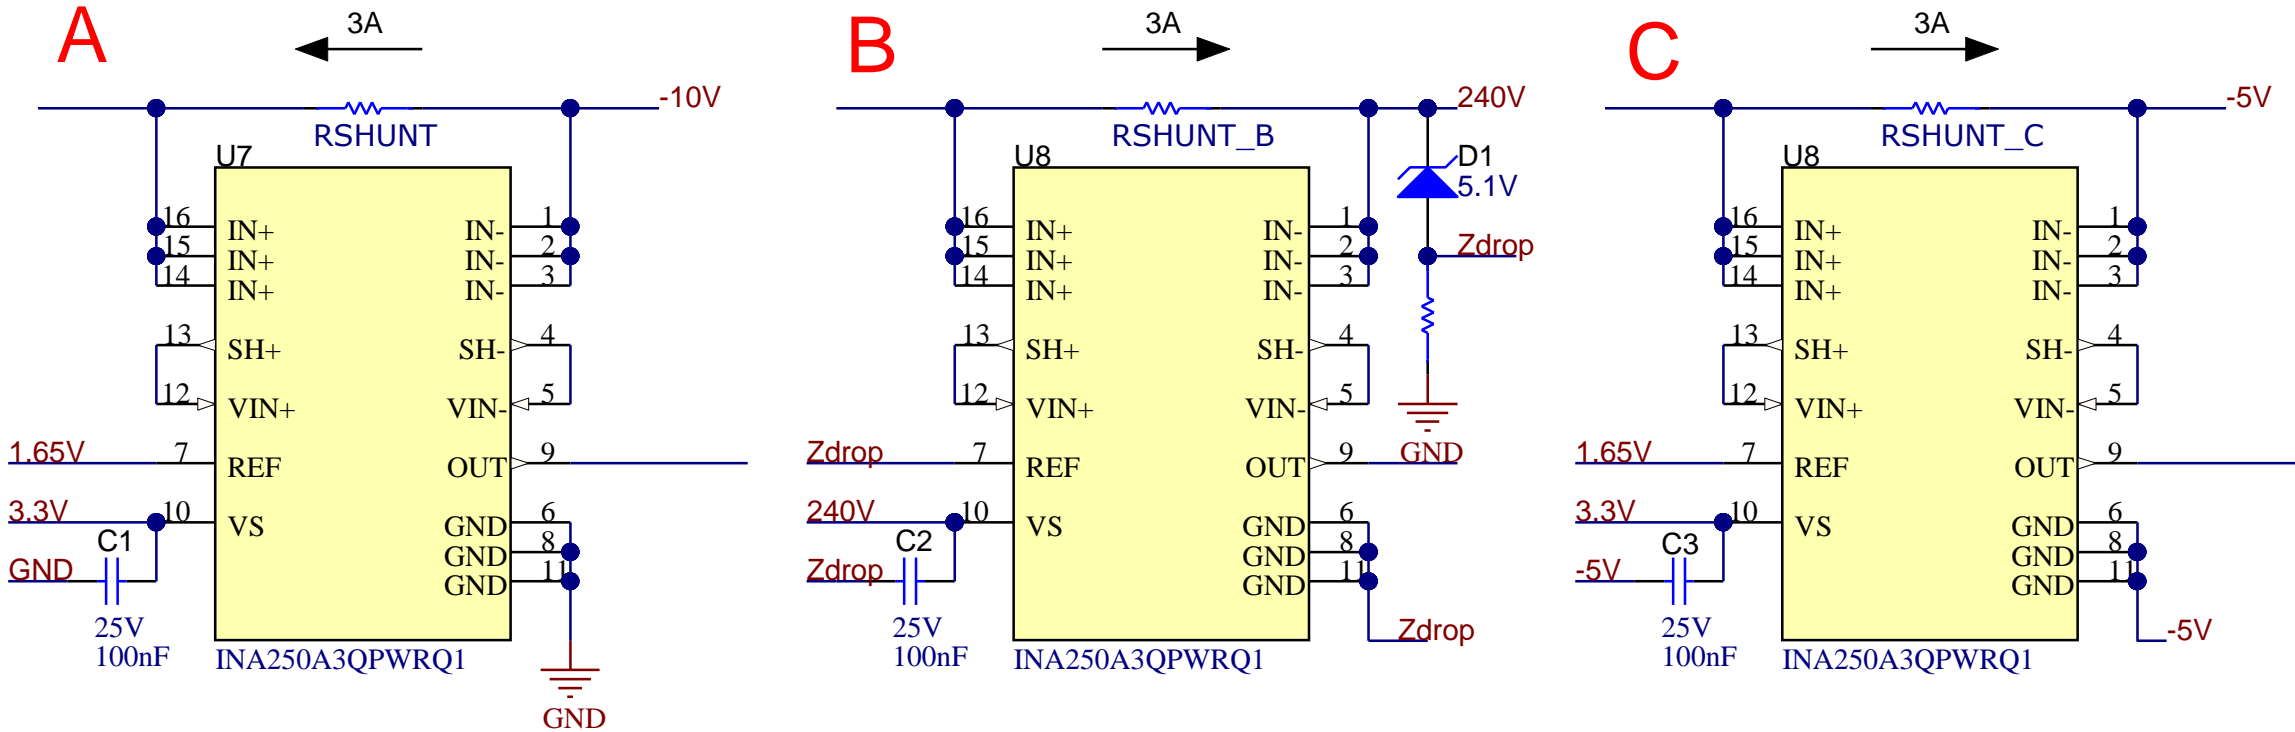 A
3A
-10V
RSHUNT
U7
16 IN+ IN- 1
15 IN+ IN- 2
14 IN+ IN- 3
13 SH+ SH- 4
12 VIN+ VIN- 5
1.65V 7 REF OUT 9
3.3V 10 VS GND 6
GND 8
GND C1 GND 11
25V
100nF
INA250A3QPWRQ1
GND
B
3A
240V
RSHUNT_B
U8
D1
5.1V
16 IN+ IN- 1
15 IN+ IN- 2
Zdrop
14 IN+ IN- 3
13 SH+ SH- 4
12 VIN+ VIN- 5
GND
Zdrop 7 REF OUT 9
240V 10 VS GND 6
GND 8
Zdrop C2 GND 11
25V
100nF
Zdrop
INA250A3QPWRQ1
C
3A
-5V
RSHUNT_C
U8
16 IN+ IN- 1
15 IN+ IN- 2
14 IN+ IN- 3
13 SH+ SH- 4
12 VIN+ VIN- 5
1.65V 7 REF OUT 9
3.3V 10 VS GND 6
GND 8
-5V C3 GND 11
25V
100nF
-5V
INA250A3QPWRQ1